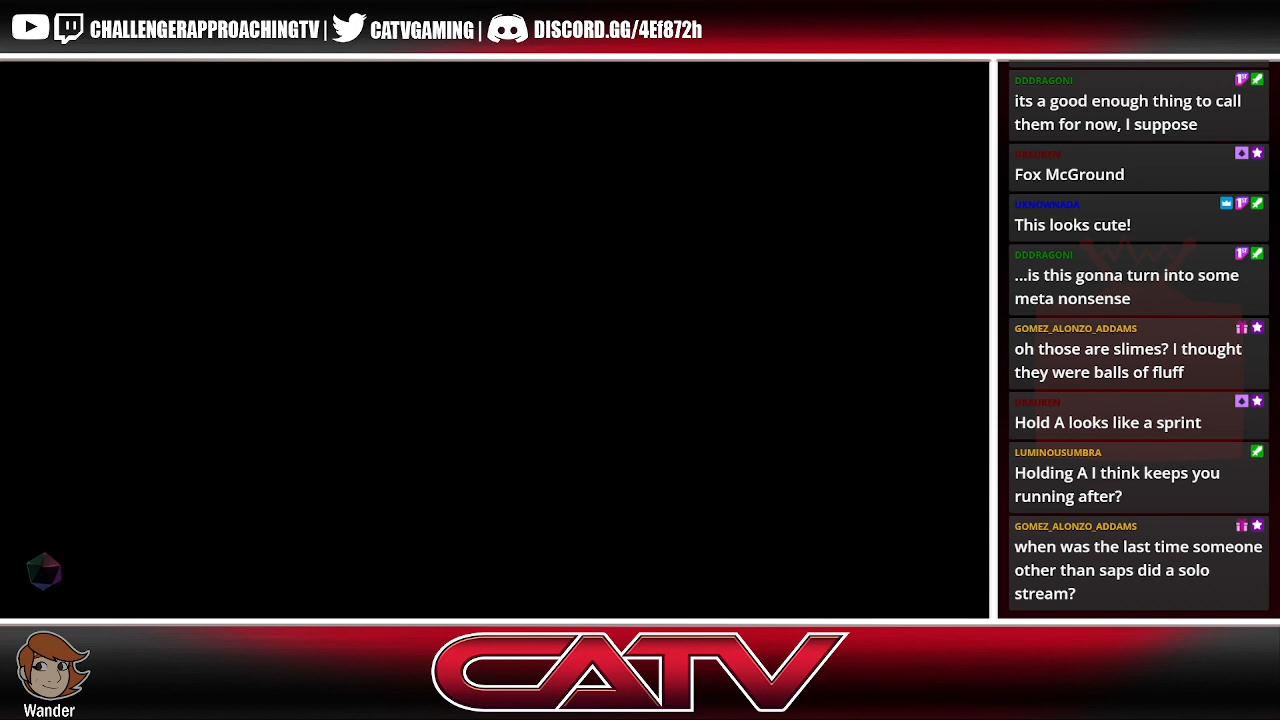 CHALLENGERAPPROACHINGTV | CATVGAMING | DISCORD.GG/4Ef872h
DDDRAGONI
its a good enough thing to call
them for now, I suppose
Fox McGround
UKNOWNADA
This looks cute!
DDDRAGONI
...is this gonna turn into some
meta nonsense
GOMEZ_ALONZO_ADDAMS
oh those are slimes? I thought
they were balls of fluff
Hold A looks like a sprint
LUMINOUSUMBRA
Holding A I think keeps you
running after?
GOMEZ_ALONZO_ADDAMS
when was the last time someone
other than saps did a solo
stream?
CATV
Wander